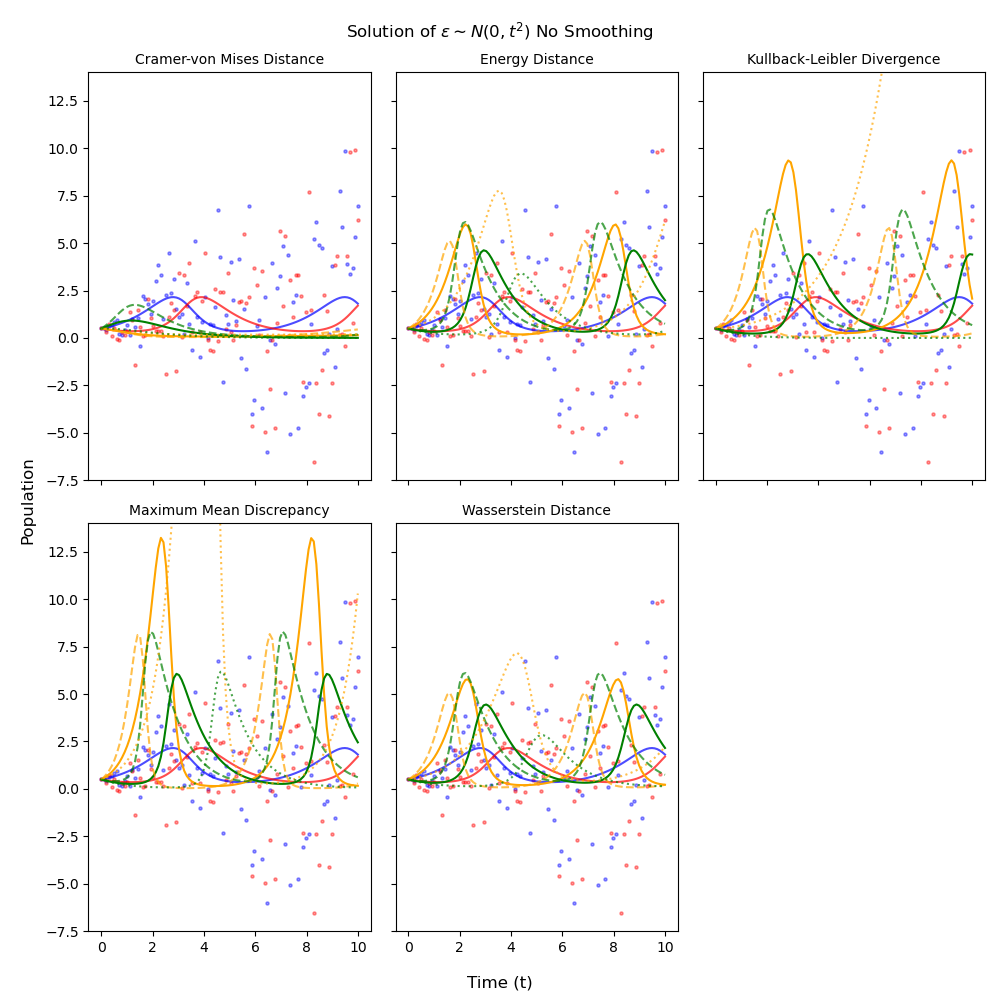 Solution of ε ~ N(0, t²) No Smoothing
Cramer-von Mises Distance
Energy Distance
Kullback-Leibler Divergence
12.5
10.0
7.5
5.0
2.5
0.0
−2.5
−5.0
−7.5
Population
Maximum Mean Discrepancy
Wasserstein Distance
12.5
10.0
7.5
5.0
2.5
0.0
−2.5
−5.0
−7.5
0 2 4 6 8 10
0 2 4 6 8 10
Time (t)